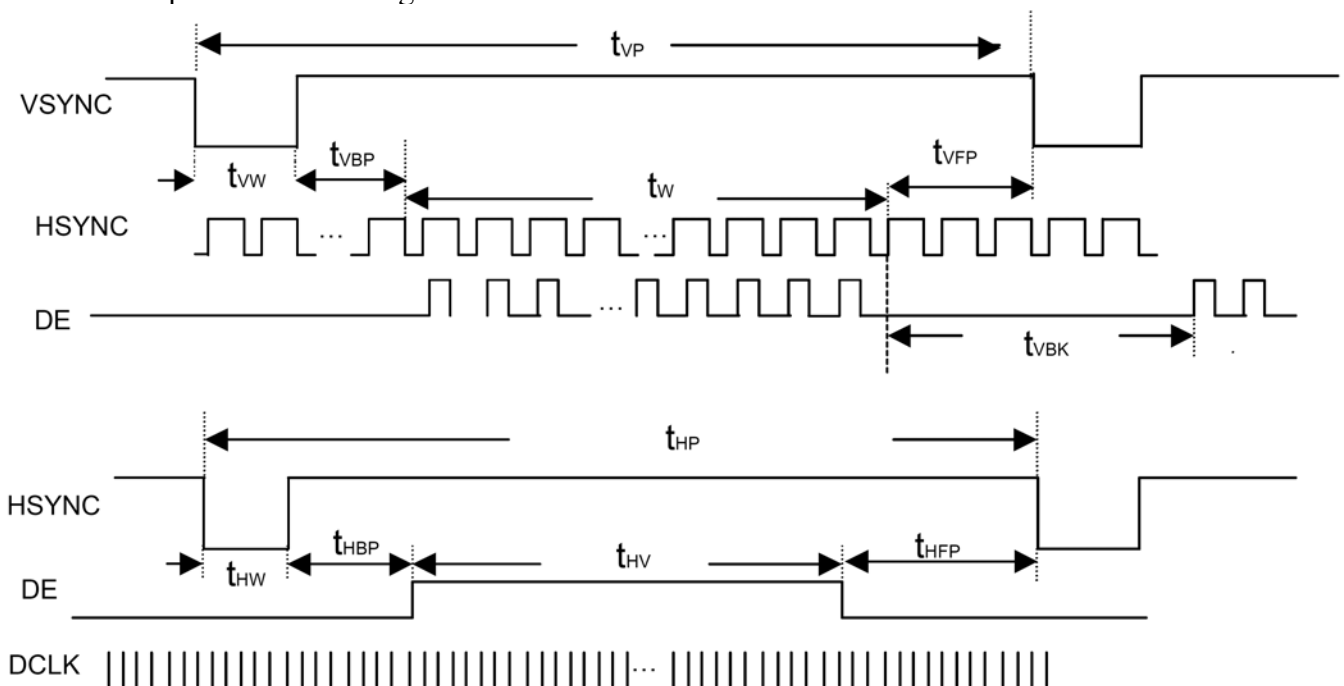 tVP
VSYNC
tVBP
tVFP
tVW
tW
HSYNC
...
...
DE
...
tVBK
tHP
HSYNC
tHBP
tHV
tHFP
tHW
DE
DCLK
...